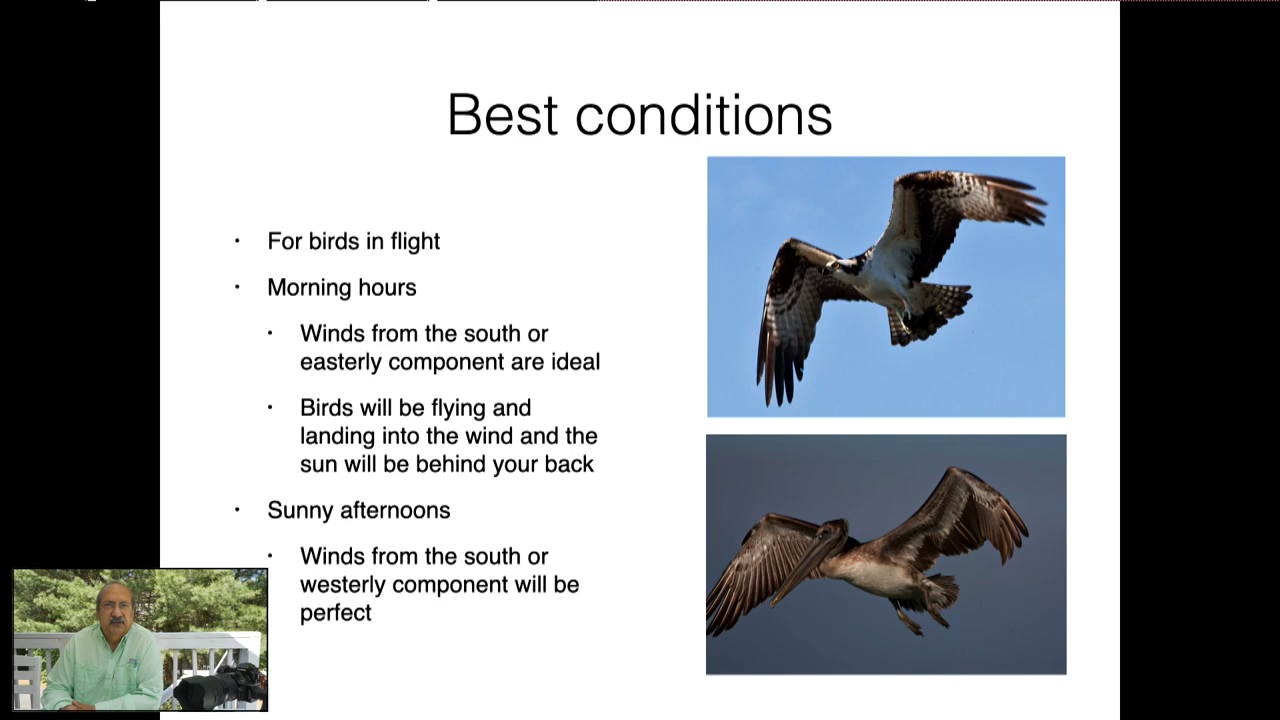 Best conditions
· For birds in flight
· Morning hours
· Winds from the south or
easterly component are ideal
· Birds will be flying and
landing into the wind and the
sun will be behind your back
· Sunny afternoons
· Winds from the south or
westerly component will be
perfect